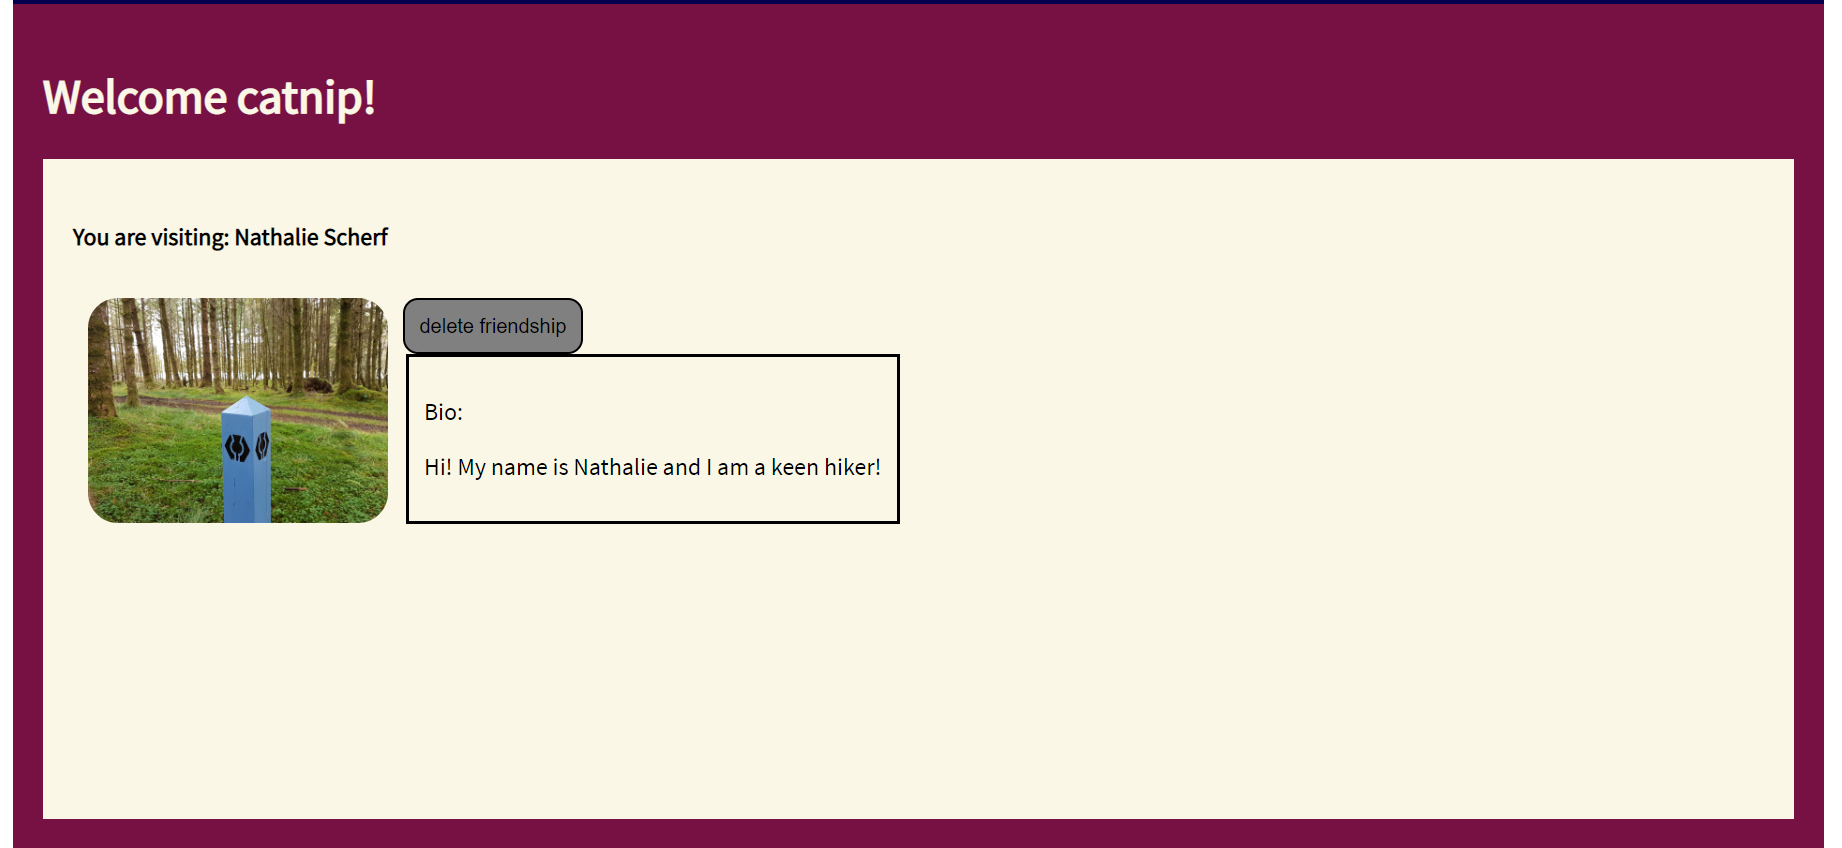 Welcome catnip!
You are visiting: Nathalie Scherf
delete friendship
Bio:
Hi! My name is Nathalie and I am a keen hiker!